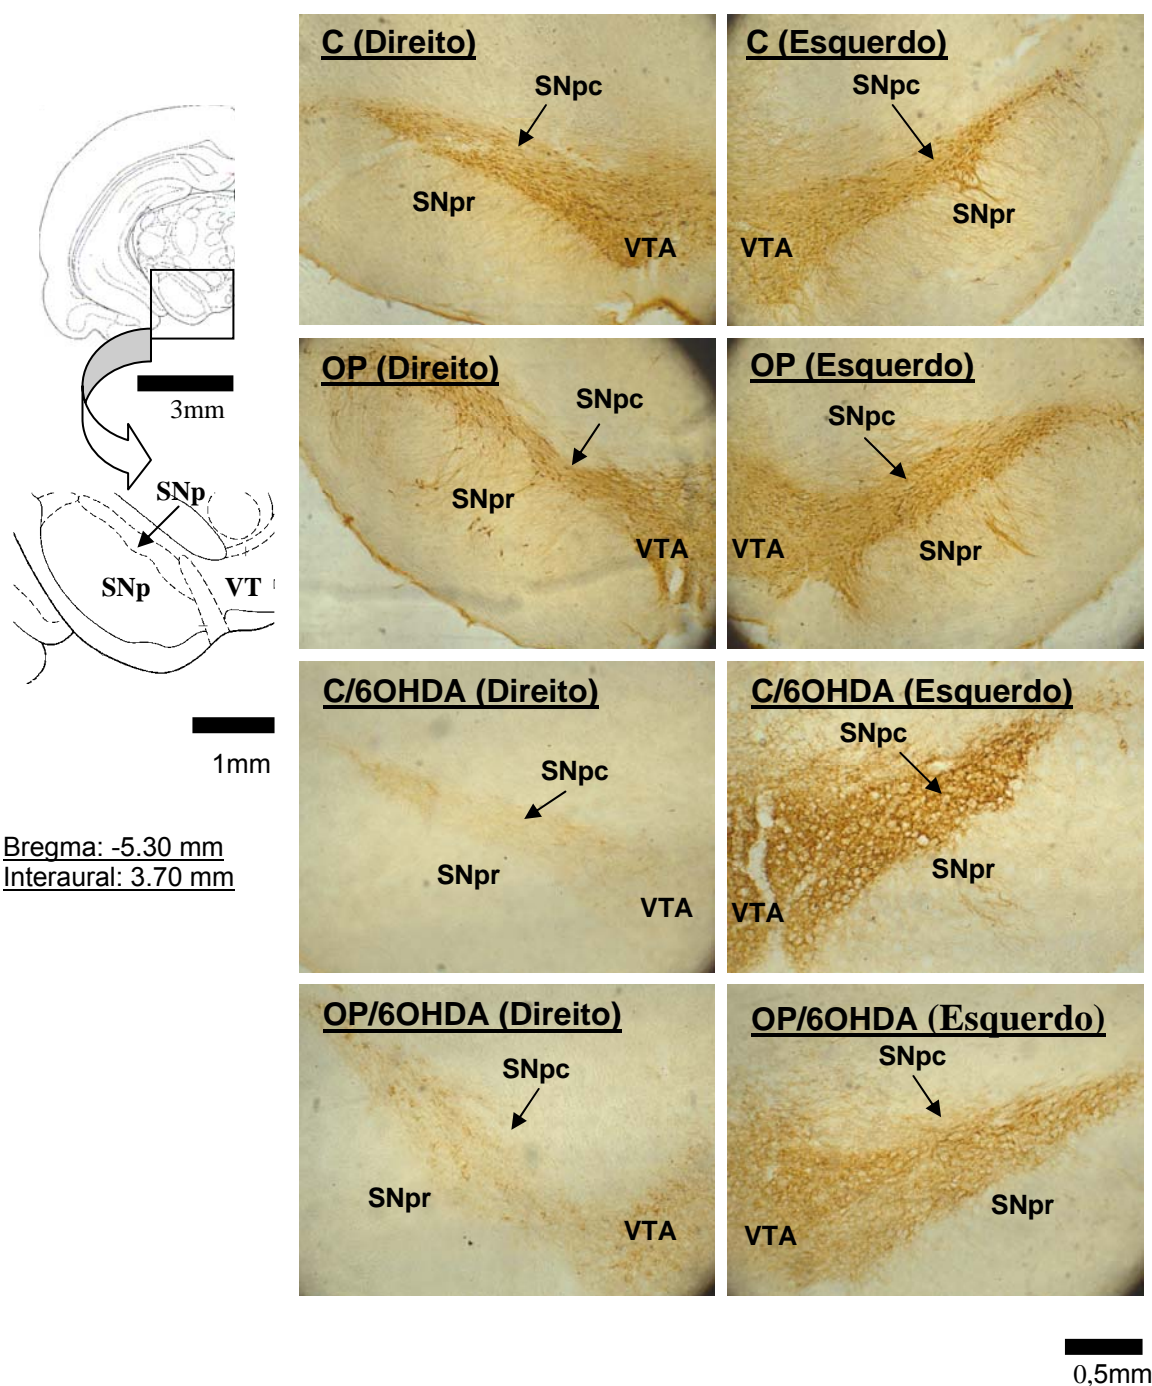 C (Direito)
SNpc
SNpr
VTA
C (Esquerdo)
SNpc
SNpr
VTA
3mm
SNp
SNp
VT
1mm
Bregma: -5.30 mm
Interaural: 3.70 mm
OP (Direito)
SNpc
SNpr
VTA
OP (Esquerdo)
SNpc
SNpr
VTA
C/6OHDA (Direito)
SNpc
SNpr
VTA
C/6OHDA (Esquerdo)
SNpc
SNpr
VTA
OP/6OHDA (Direito)
SNpc
SNpr
VTA
OP/6OHDA (Esquerdo)
SNpc
SNpr
VTA
0,5mm